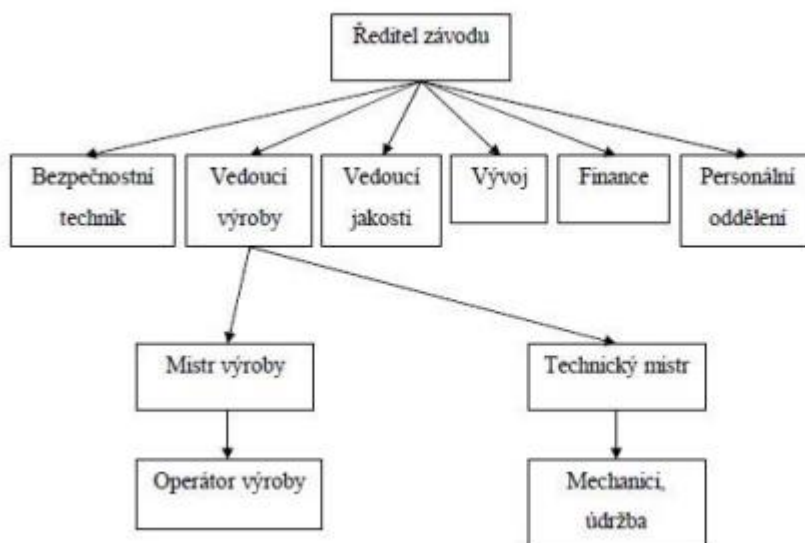 Ředitel závodu
Bezpečnostní
technik
Vedoucí
výroby
Vedoucí
jakosti
Vývoj
Finance
Personální
oddělení
Mistr výroby
Technický mistr
Operátor výroby
Mechanici,
údržba